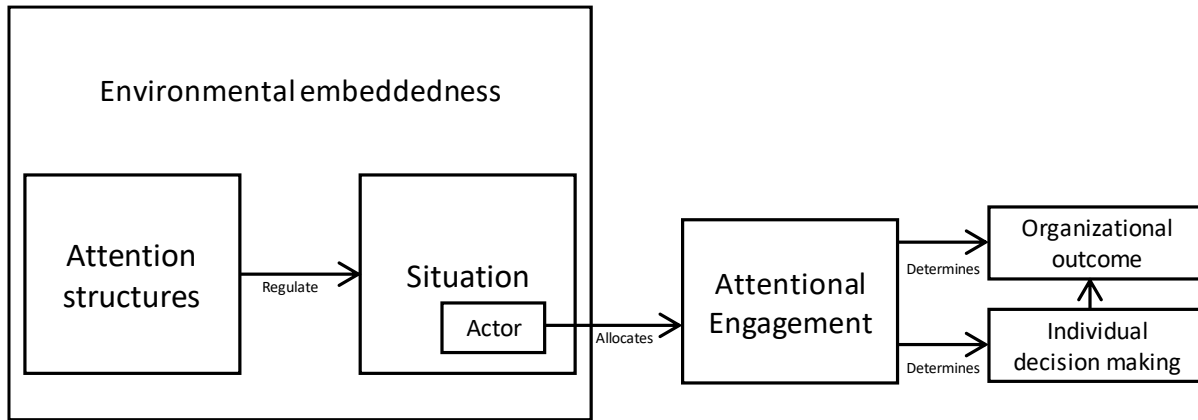 Environmental embeddedness
Attention
structures
Regulate
Situation
Actor
Allocates
Attentional
Engagement
Determines
Organizational
outcome
Determines
Individual
decision making